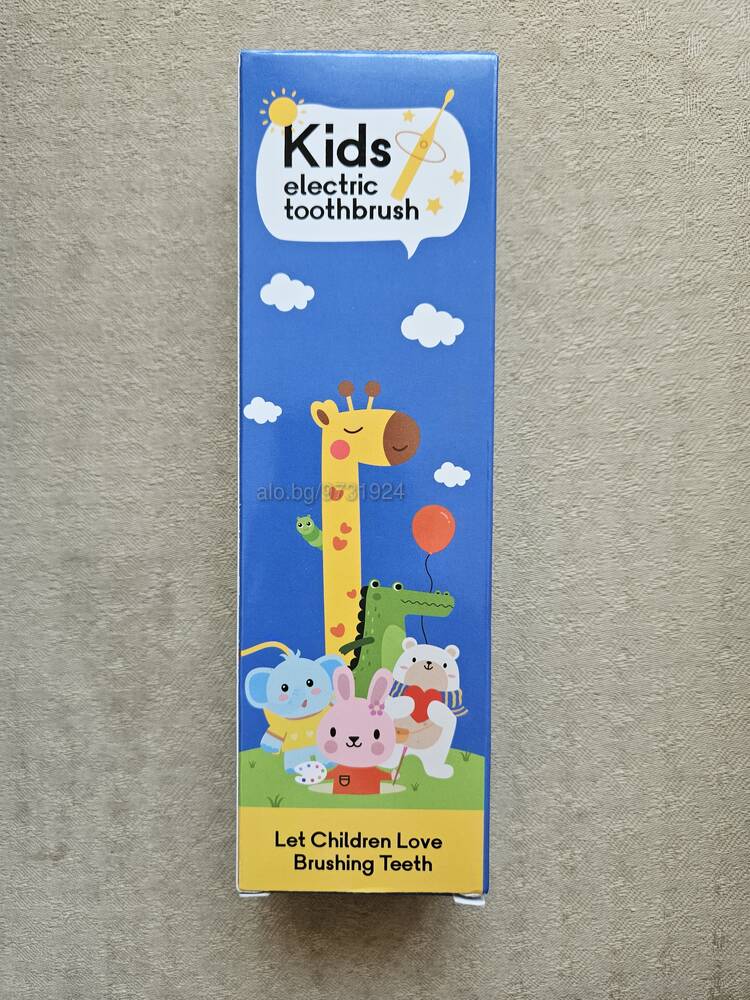 Kids
electric
toothbrush
alo.bg/9731924
Let Children Love
Brushing Teeth